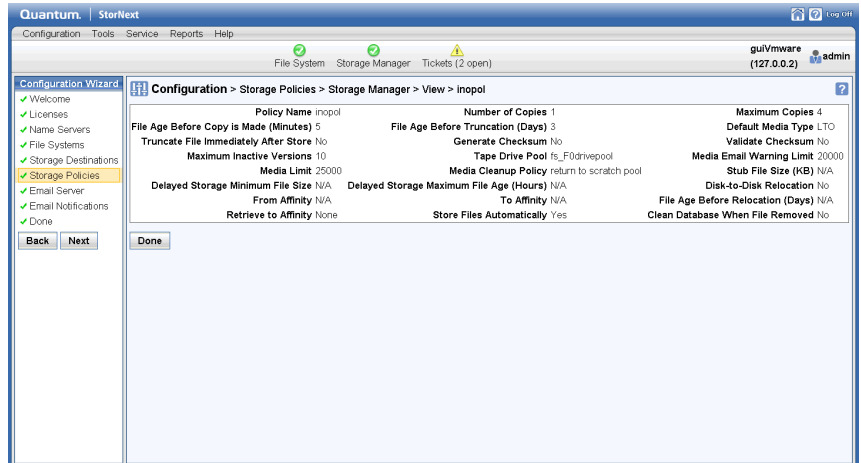 Quantum. StorNext
Log Off
Configuration Tools Service Reports Help
File System Storage Manager Tickets (2 open)
guiVmware
(127.0.0.2)
admin
Configuration Wizard
Welcome
Licenses
Name Servers
File Systems
Storage Destinations
Storage Policies
Email Server
Email Notifications
Done
Back Next
Configuration > Storage Policies > Storage Manager > View > inopol
Policy Name inopol Number of Copies 1 Maximum Copies 4
File Age Before Copy is Made (Minutes) 5 File Age Before Truncation (Days) 3 Default Media Type LTO
Truncate File Immediately After Store No Generate Checksum No Validate Checksum No
Maximum Inactive Versions 10 Tape Drive Pool fs_F0drivepool Media Email Warning Limit 20000
Media Limit 25000 Media Cleanup Policy return to scratch pool Stub File Size (KB) N/A
Delayed Storage Minimum File Size N/A Delayed Storage Maximum File Age (Hours) N/A Disk-to-Disk Relocation No
From Affinity N/A To Affinity N/A File Age Before Relocation (Days) N/A
Retrieve to Affinity None Store Files Automatically Yes Clean Database When File Removed No
Done